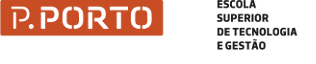 P.PORTO
ESCOLA
SUPERIOR
DE TECNOLOGIA
E GESTÃO